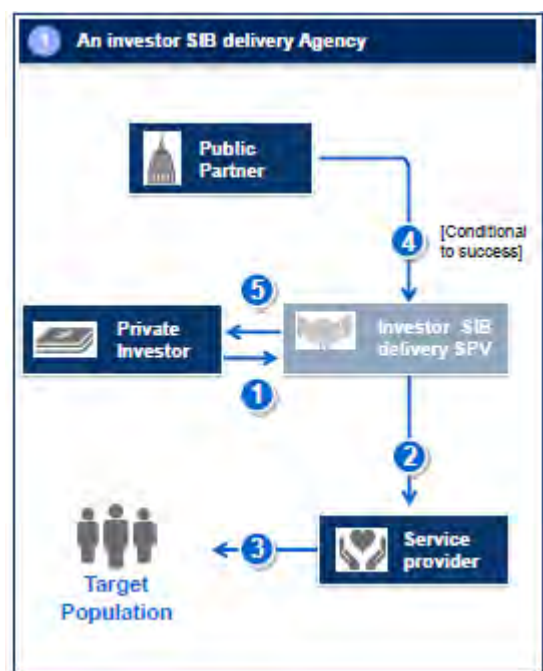 1 An investor SIB delivery Agency
Public
Partner
4
[Conditional
to success]
5
Private
Investor
Investor SIB
delivery SPV
1
2
3
Service
provider
Target
Population